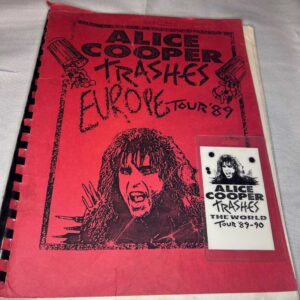 ALICE
COOPER
TRASHES
EUROPE TOUR '89
ALICE
COOPER
TRASHES
THE WORLD
TOUR '89-90